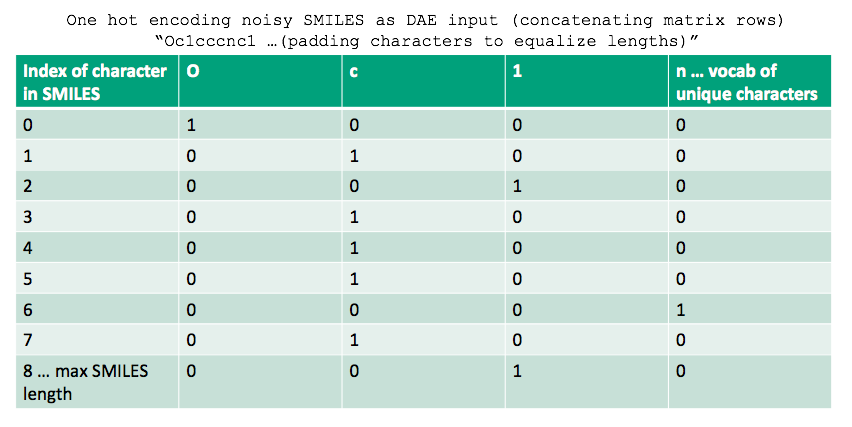 One hot encoding noisy SMILES as DAE input (concatenating matrix rows)
“Oc1cccnc1 …(padding characters to equalize lengths)”
Index of character in SMILES O c 1 n … vocab of unique characters
0 1 0 0 0
1 0 1 0 0
2 0 0 1 0
3 0 1 0 0
4 0 1 0 0
5 0 1 0 0
6 0 0 0 1
7 0 1 0 0
8 … max SMILES length 0 0 1 0